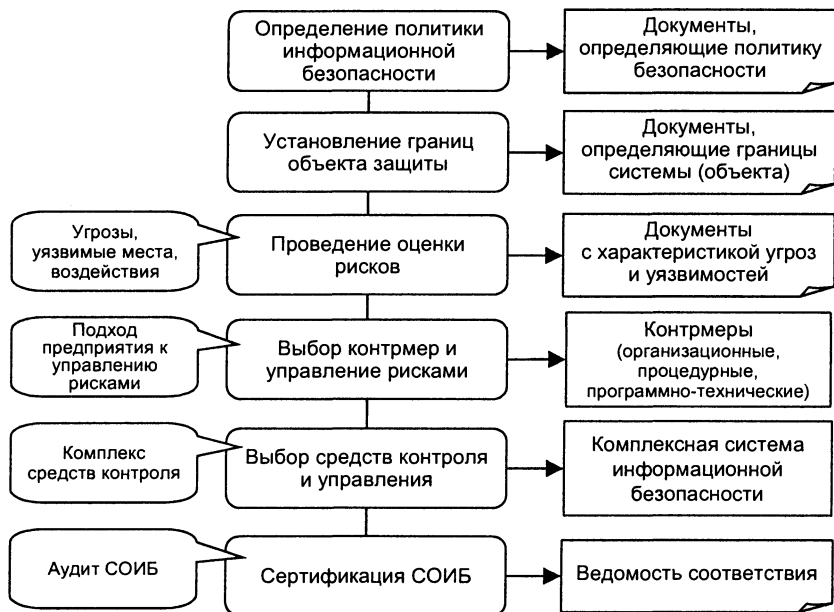 Определение политики
информационной
безопасности
Документы,
определяющие политику
безопасности
Установление границ
объекта защиты
Документы,
определяющие границы
системы (объекта)
Угрозы,
уязвимые места,
воздействия
Проведение оценки
рисков
Документы
с характеристикой угроз
и уязвимостей
Подход
предприятия к
управлению
рисками
Выбор контрмер и
управление рисками
Контрмеры
(организационные,
процедурные,
программно-технические)
Комплекс
средств контроля
Выбор средств контроля
и управления
Комплексная система
информационной
безопасности
Аудит СОИБ
Сертификация СОИБ
Ведомость соответствия